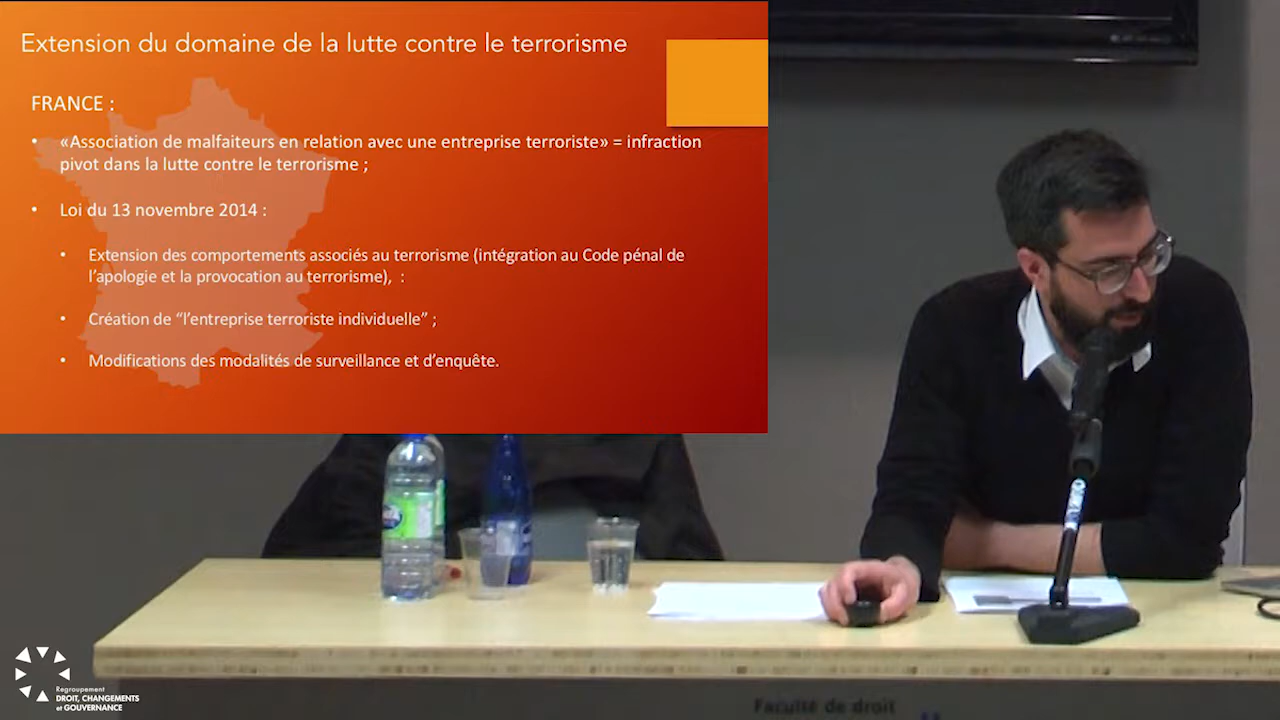 Extension du domaine de la lutte contre le terrorisme
FRANCE :
• «Association de malfaiteurs en relation avec une entreprise terroriste» = infraction
pivot dans la lutte contre le terrorisme ;
• Loi du 13 novembre 2014 :
• Extension des comportements associés au terrorisme (intégration au Code pénal de
l’apologie et la provocation au terrorisme), :
• Création de “l’entreprise terroriste individuelle” ;
• Modifications des modalités de surveillance et d’enquête.
Regroupement
DROIT, CHANGEMENTS
et GOUVERNANCE
Faculté de droit